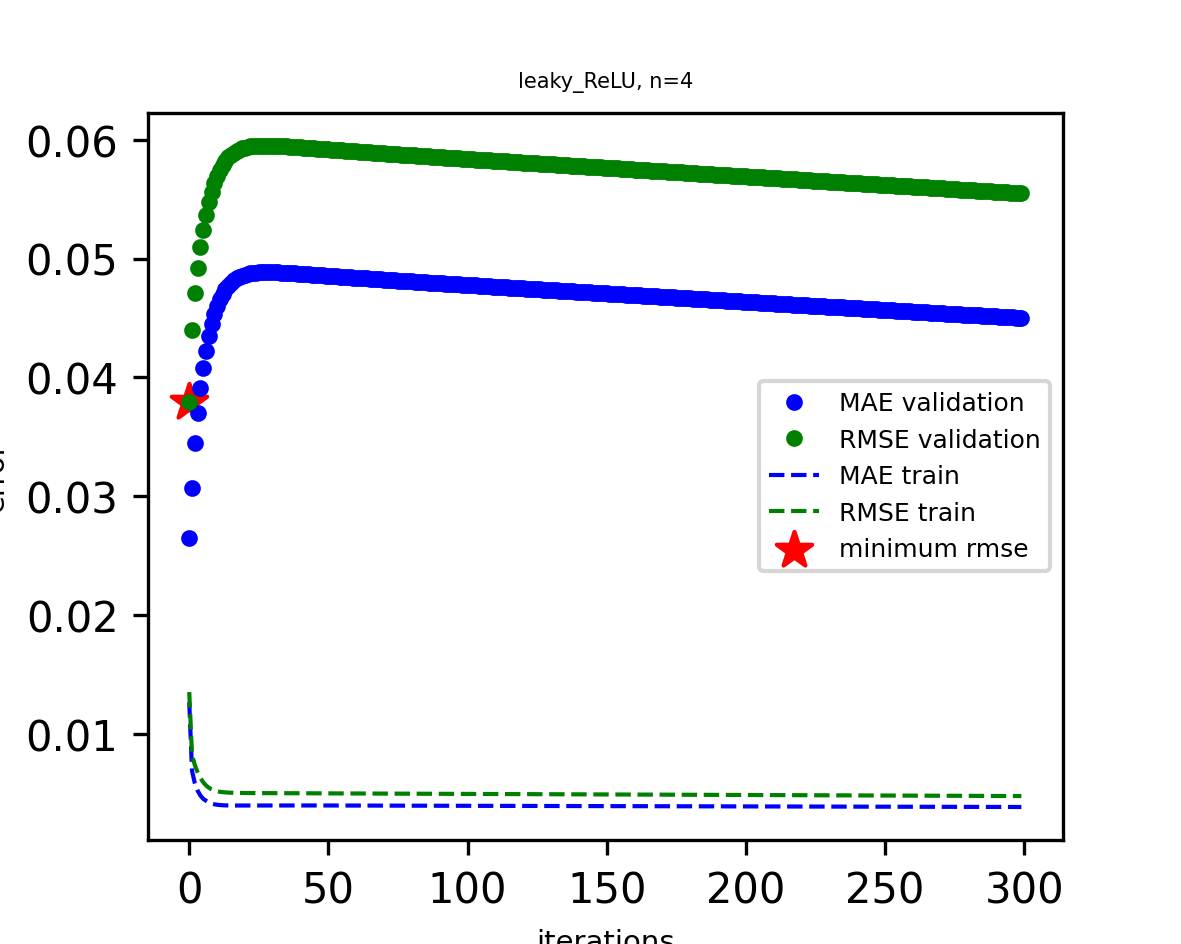 leaky_ReLU, n=4
0.06
0.05
0.04
0.03
0.02
0.01
MAE validation
RMSE validation
MAE train
RMSE train
minimum rmse
0 50 100 150 200 250 300
iterations